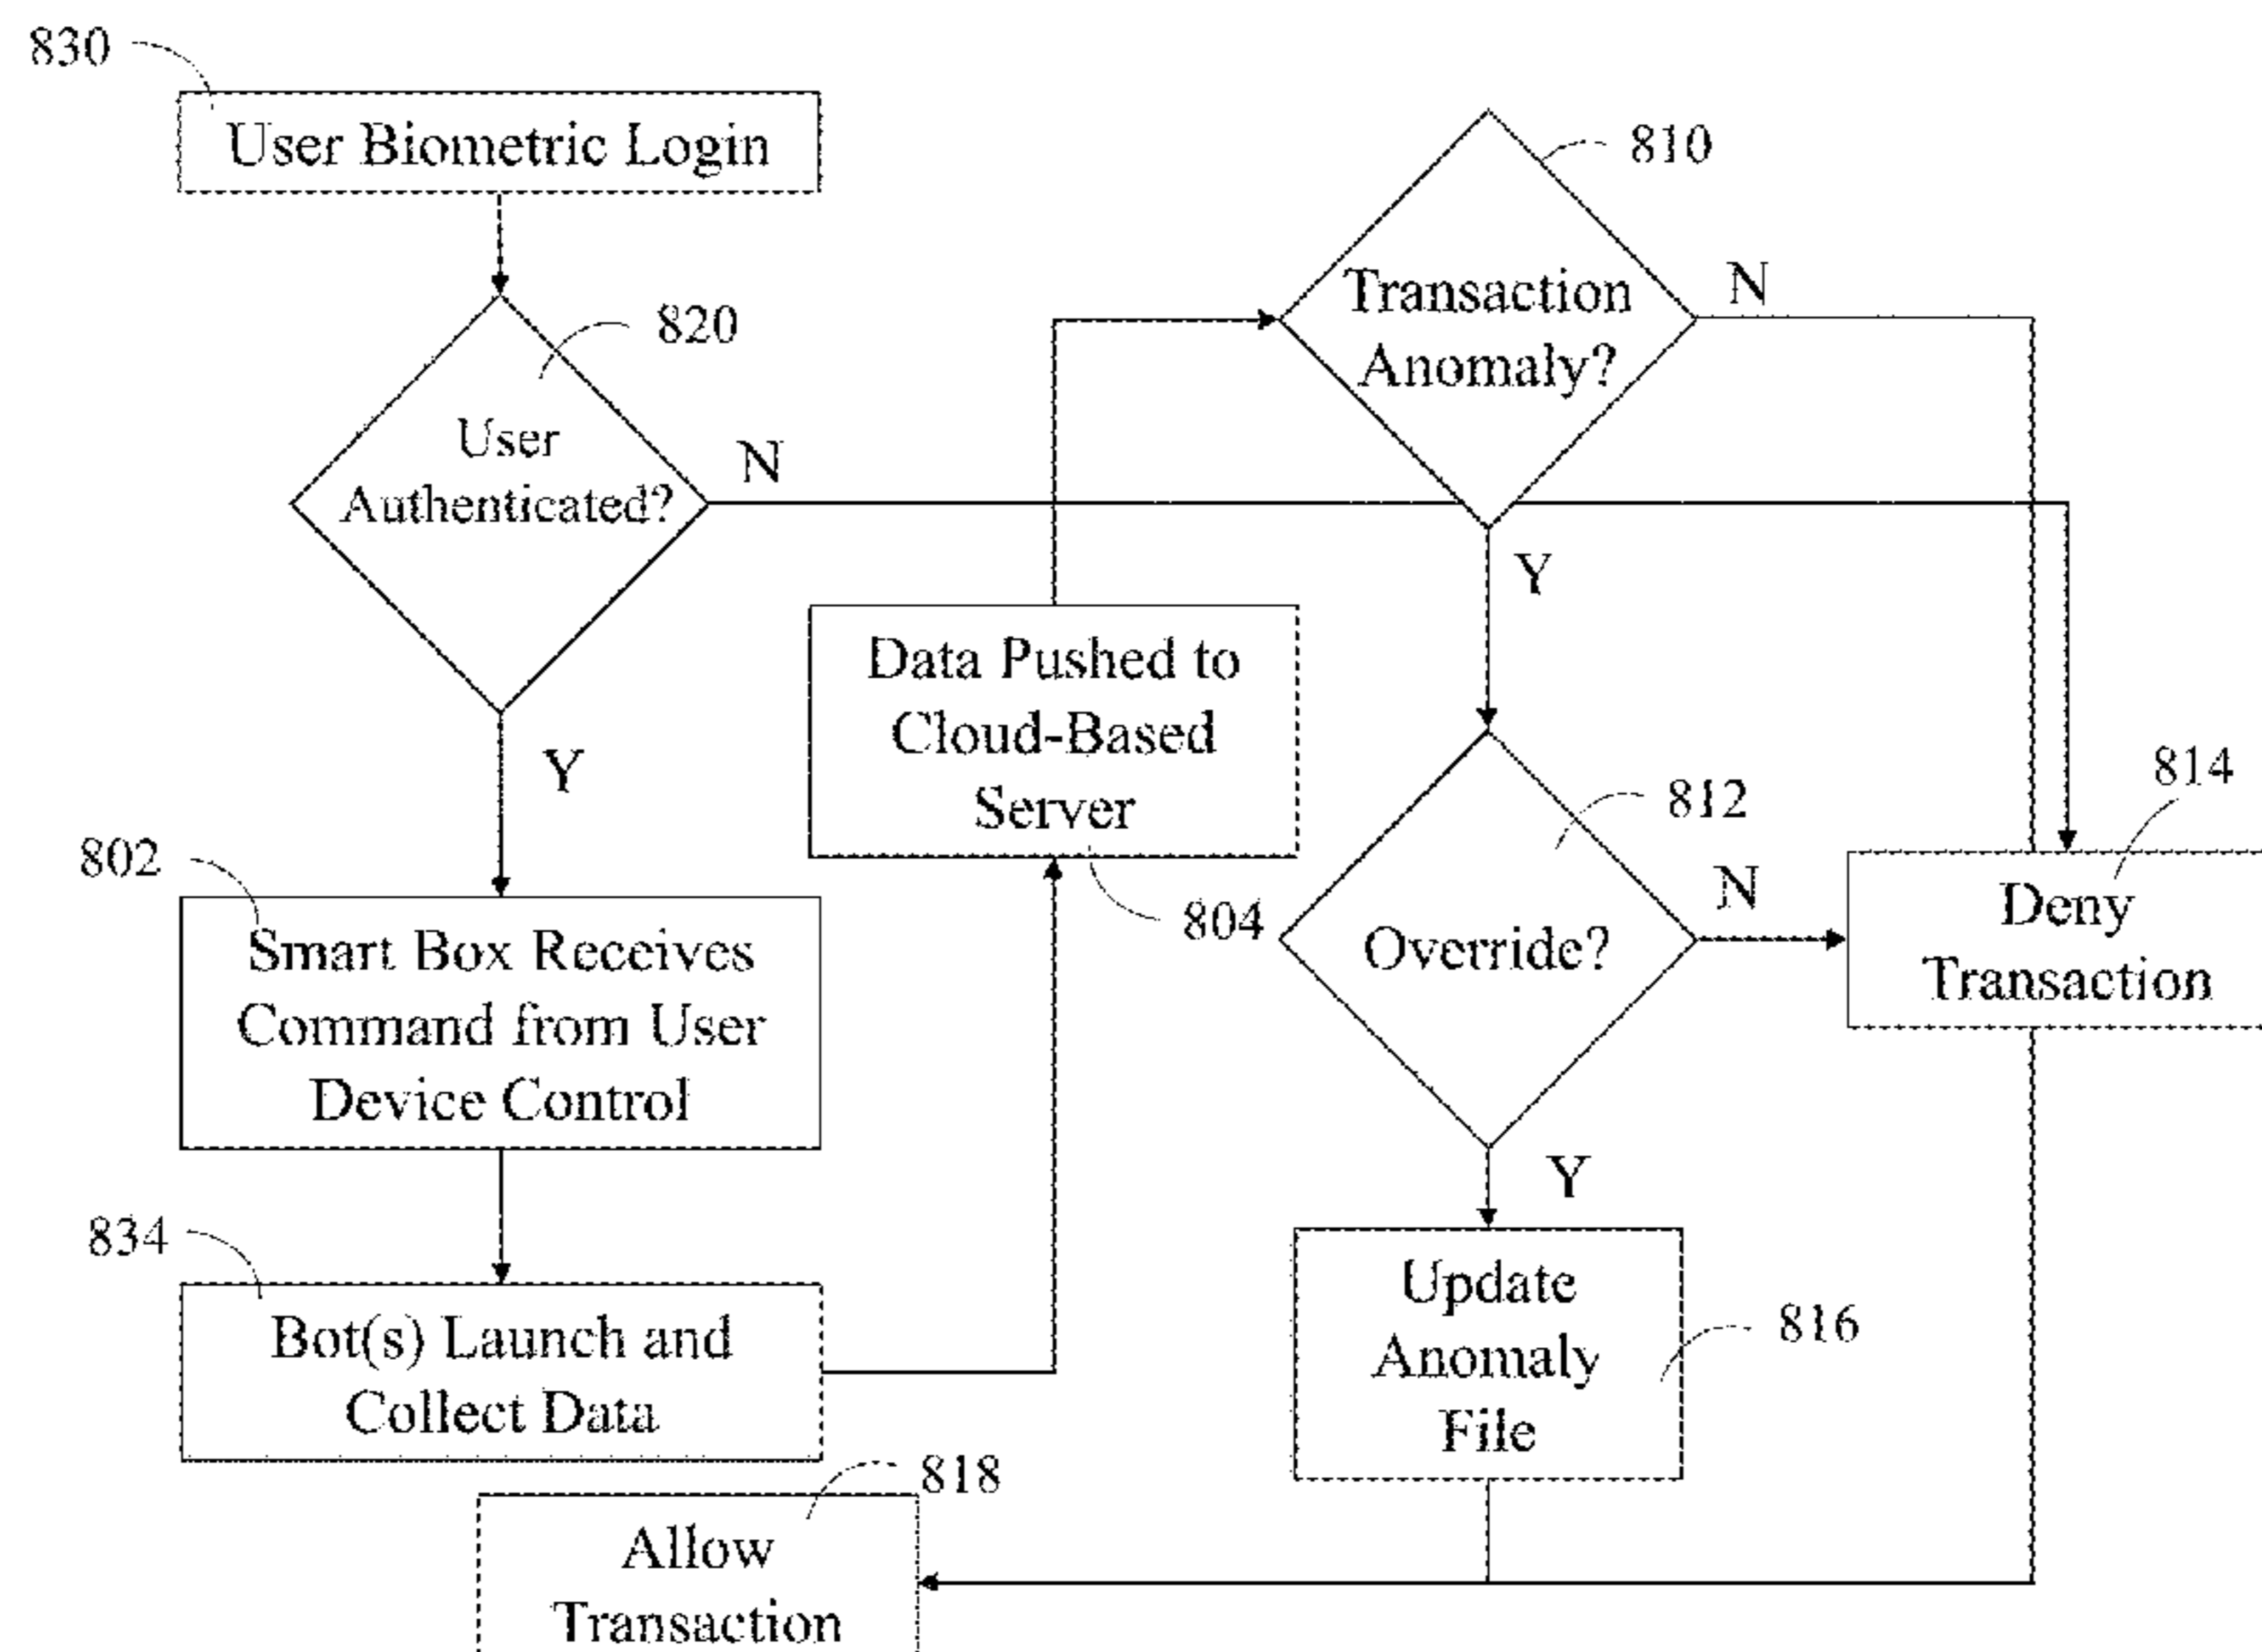 830
User Biometric Login
820
User
Authenticated?
N
Y
802
Smart Box Receives
Command from User
Device Control
834
Bot(s) Launch and
Collect Data
Data Pushed to
Cloud-Based
Server
804
810
Transaction
Anomaly?
N
Y
812
Override?
N
Y
814
Deny
Transaction
Update
Anomaly
File
816
818
Allow
Transaction